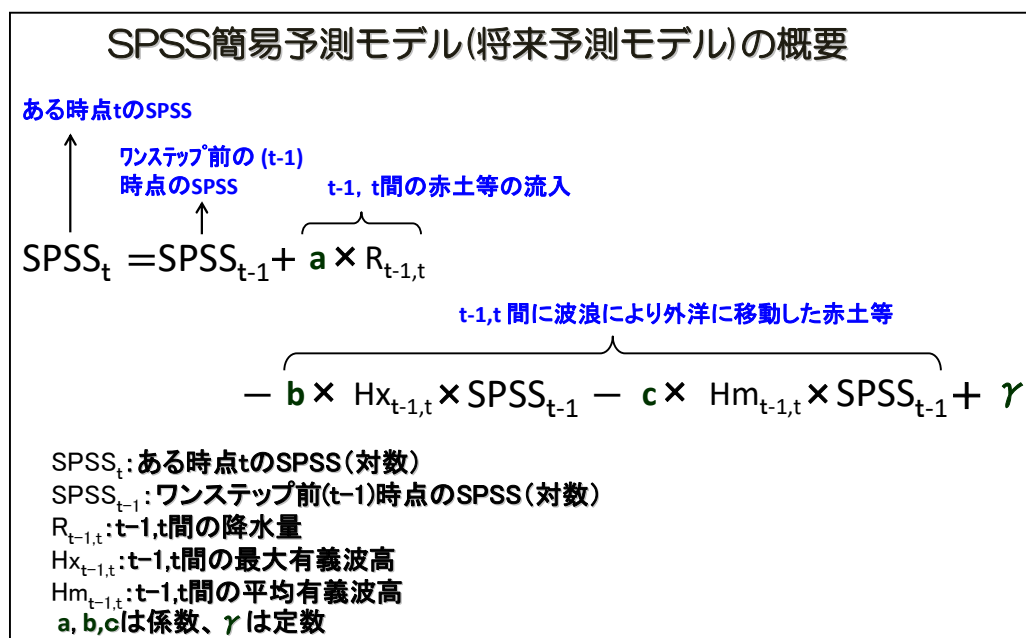 SPSS簡易予測モデル(将来予測モデル)の概要
ある時点tのSPSS
ワンステップ前の (t-1)
時点のSPSS
t-1, t間の赤土等の流入
SPSSt =SPSSt-1+ a × Rt-1,t
t-1,t 間に波浪により外洋に移動した赤土等
− b × Hxt-1,t × SPSSt-1 − c × Hmt-1,t × SPSSt-1 + γ
SPSSt:ある時点tのSPSS(対数)
SPSSt-1:ワンステップ前(t-1)時点のSPSS(対数)
Rt-1,t:t-1,t間の降水量
Hxt-1,t:t-1,t間の最大有義波高
Hmt-1,t:t-1,t間の平均有義波高
a, b,cは係数、γは定数